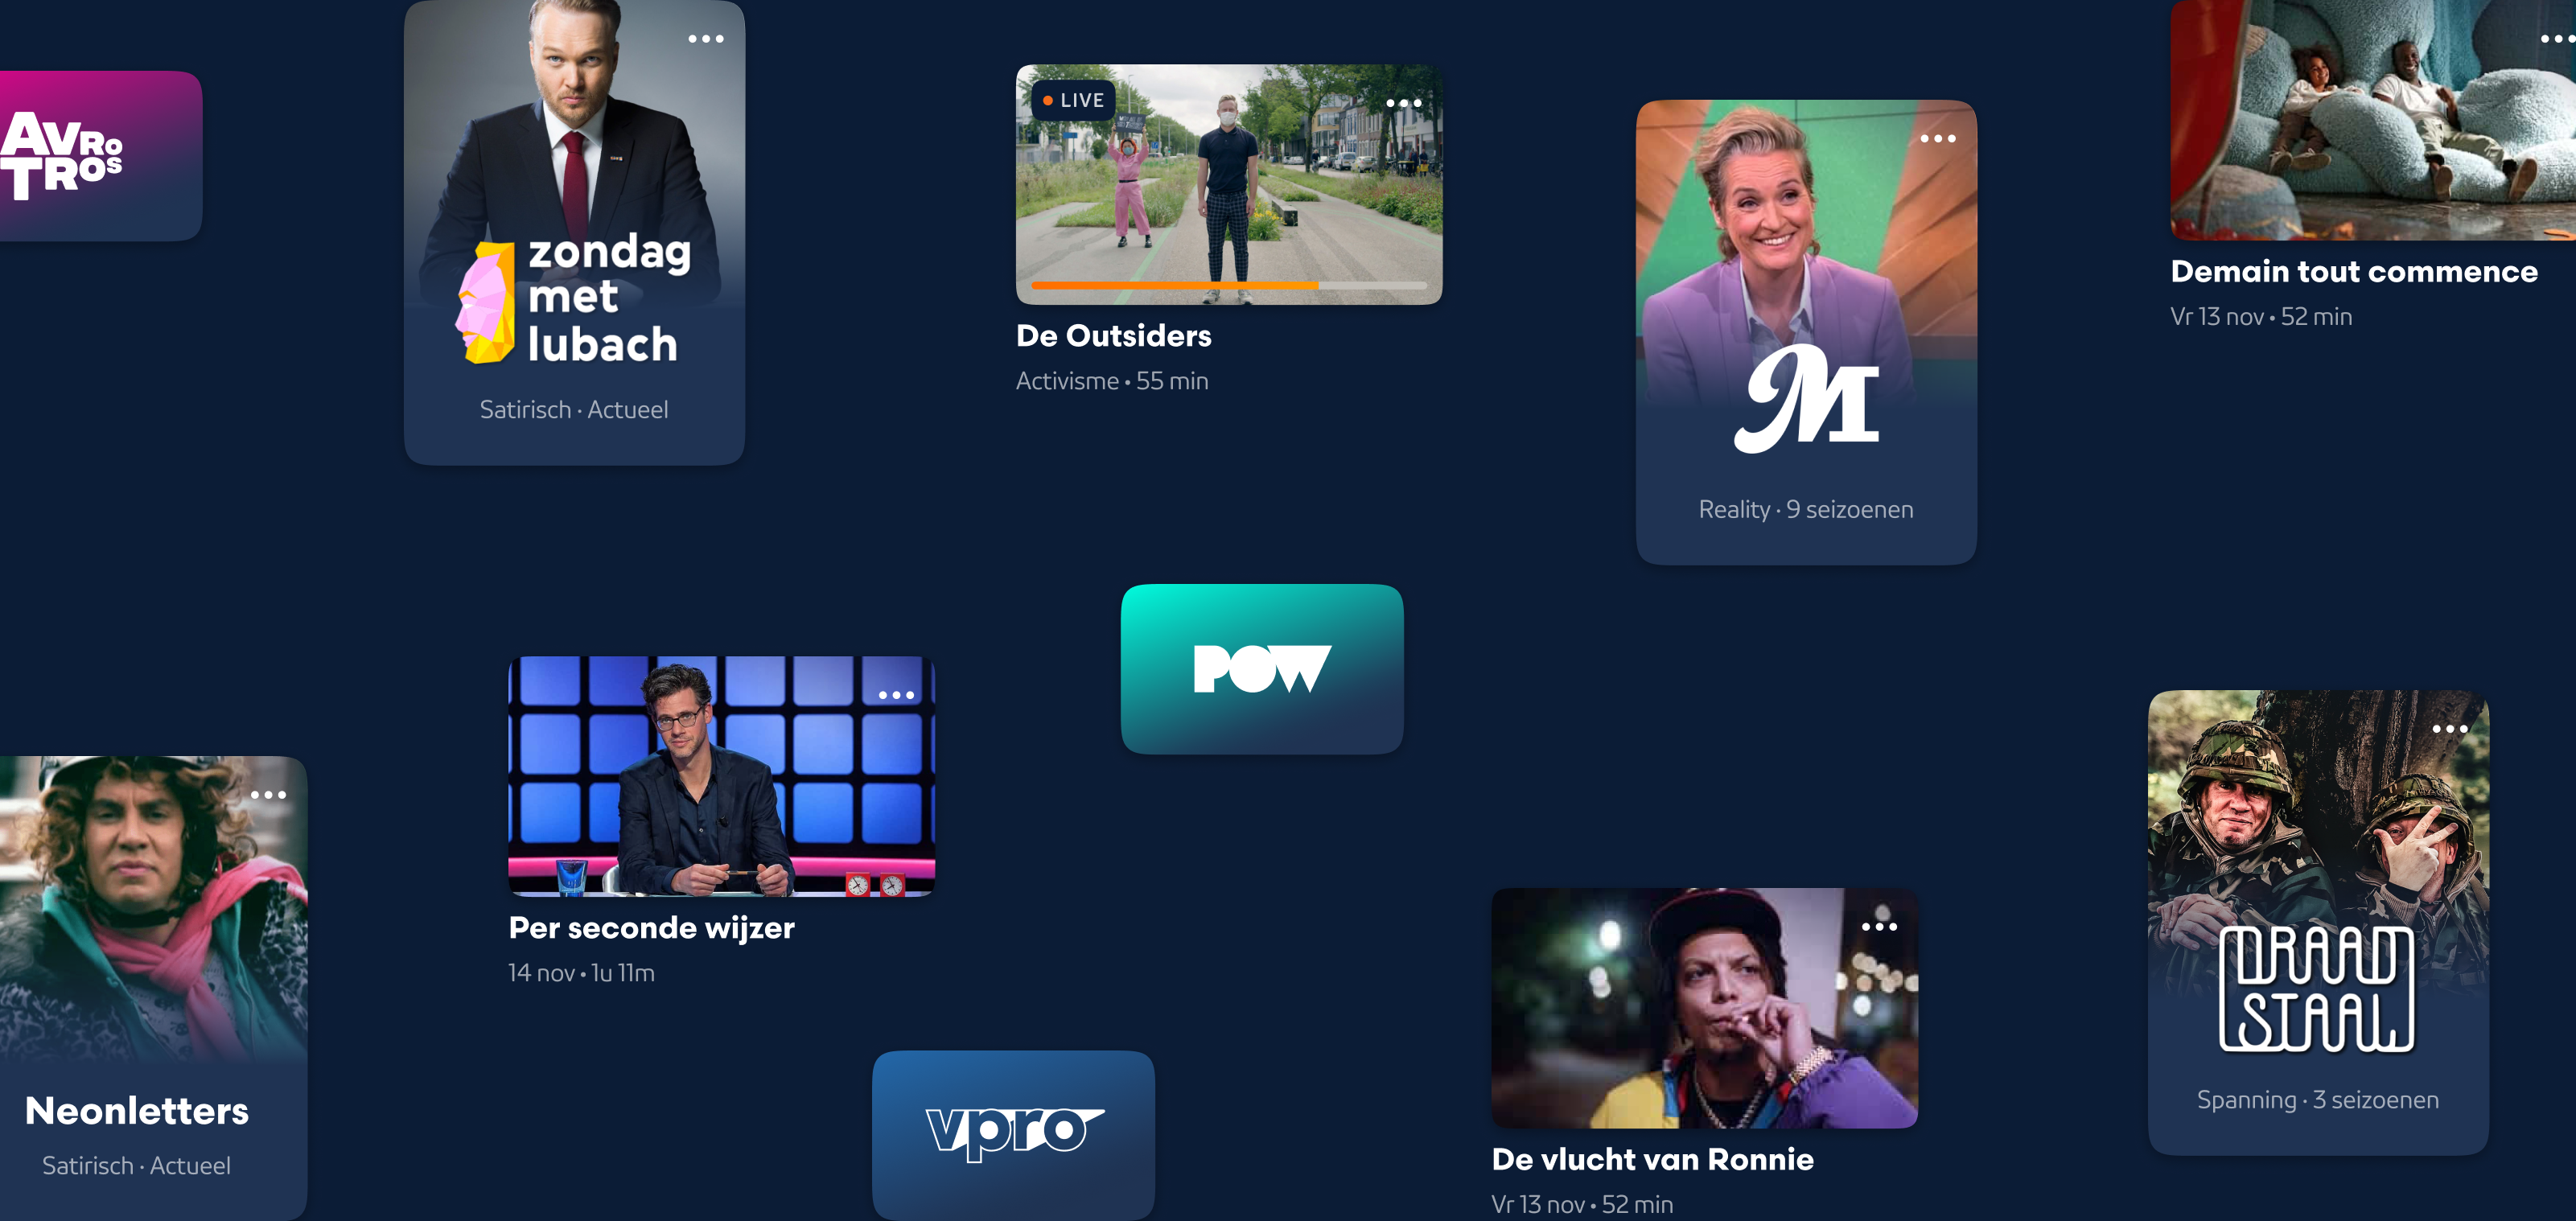 AVRO
TROS
zondag
met
lubach
Satirisch · Actueel
LIVE
De Outsiders
Activisme • 55 min
M
Reality · 9 seizoenen
Demain tout commence
Vr 13 nov • 52 min
POW
Neonletters
Satirisch · Actueel
Per seconde wijzer
14 nov • 1u 11m
vpro
De vlucht van Ronnie
Vr 13 nov • 52 min
DRAAD
STAAL
Spanning · 3 seizoenen